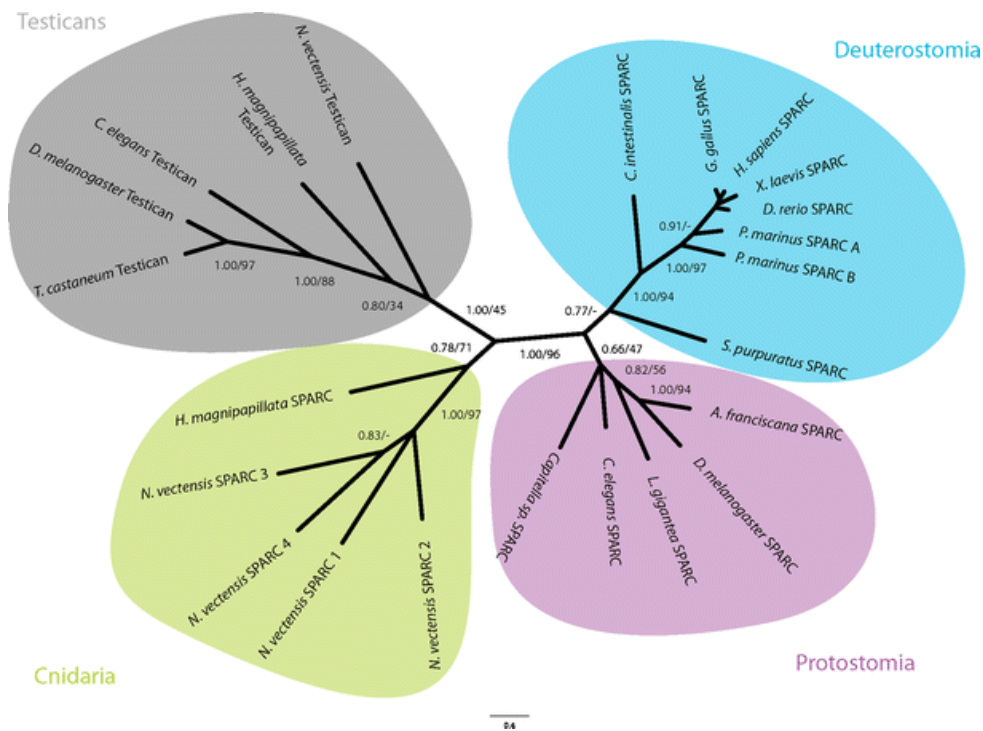 Testicans
N. vectensis Testican
H. magnipapillata
Testican
C. elegans Testican
D. melanogaster Testican
T. castaneum Testican
1.00/97
1.00/88
0.80/34
1.00/45
Deuterostomia
C. intestinalis SPARC
G. gallus SPARC
H. sapiens SPARC
X. laevis SPARC
D. rerio SPARC
P. marinus SPARC A
P. marinus SPARC B
S. purpuratus SPARC
0.91/-
1.00/97
1.00/94
0.77/-
1.00/96
0.78/71
0.66/47
0.82/56
1.00/94
H. magnipapillata SPARC
1.00/97
0.83/-
N. vectensis SPARC 3
N. vectensis SPARC 4
N. vectensis SPARC 1
N. vectensis SPARC 2
Cnidaria
A. franciscana SPARC
D. melanogaster SPARC
L. gigantea SPARC
C. elegans SPARC
Capitella sp. SPARC
Protostomia